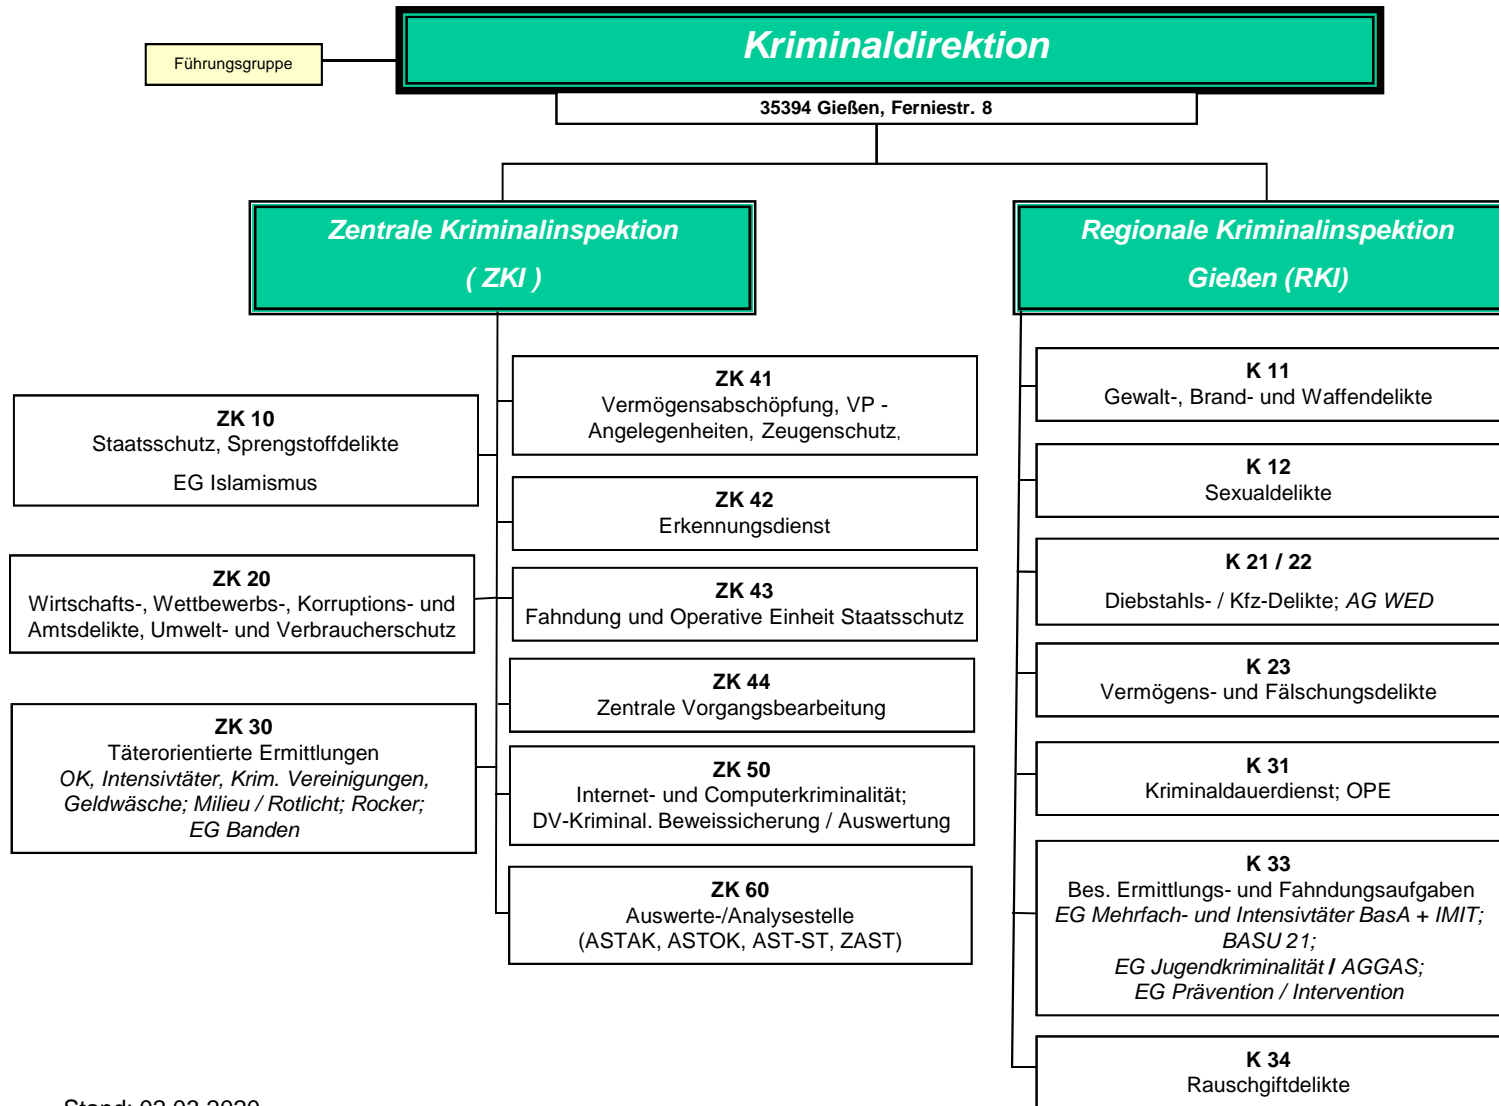 Kriminaldirektion
Führungsgruppe
35394 Gießen, Ferniestr. 8
Zentrale Kriminalinspektion
( ZKI )
Regionale Kriminalinspektion
Gießen (RKI)
ZK 10
Staatsschutz, Sprengstoffdelikte
EG Islamismus
ZK 20
Wirtschafts-, Wettbewerbs-, Korruptions- und
Amtsdelikte, Umwelt- und Verbraucherschutz
ZK 30
Täterorientierte Ermittlungen
OK, Intensivtäter, Krim. Vereinigungen,
Geldwäsche; Milieu / Rotlicht; Rocker;
EG Banden
ZK 41
Vermögensabschöpfung, VP -
Angelegenheiten, Zeugenschutz,
ZK 42
Erkennungsdienst
ZK 43
Fahndung und Operative Einheit Staatsschutz
ZK 44
Zentrale Vorgangsbearbeitung
ZK 50
Internet- und Computerkriminalität;
DV-Kriminal. Beweissicherung / Auswertung
ZK 60
Auswerte-/Analysestelle
(ASTAK, ASTOK, AST-ST, ZAST)
K 11
Gewalt-, Brand- und Waffendelikte
K 12
Sexualdelikte
K 21 / 22
Diebstahls- / Kfz-Delikte; AG WED
K 23
Vermögens- und Fälschungsdelikte
K 31
Kriminaldauerdienst; OPE
K 33
Bes. Ermittlungs- und Fahndungsaufgaben
EG Mehrfach- und Intensivtäter BasA + IMIT;
BASU 21;
EG Jugendkriminalität / AGGAS;
EG Prävention / Intervention
K 34
Rauschgiftdelikte